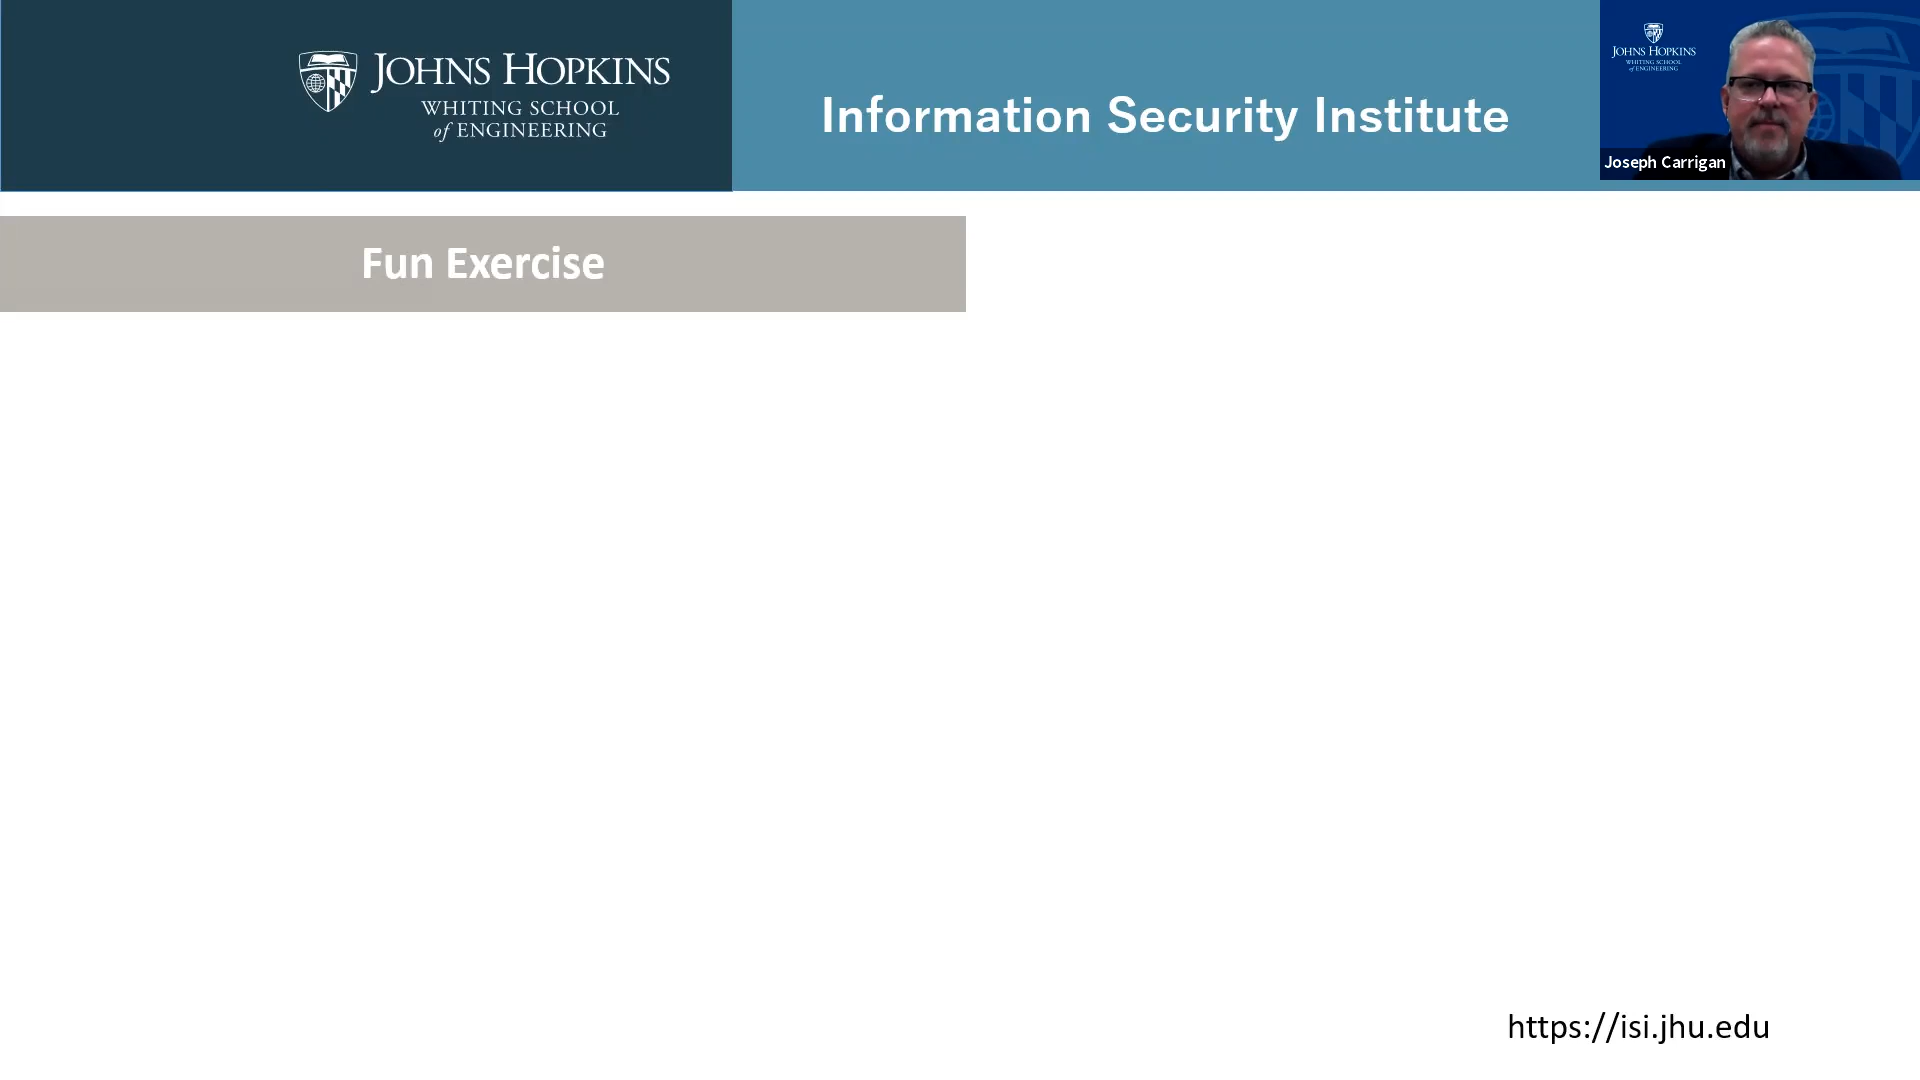 JOHNS HOPKINS
WHITING SCHOOL
of ENGINEERING
Information Security Institute
JOHNS HOPKINS
WHITING SCHOOL
of ENGINEERING
Joseph Carrigan
Fun Exercise
https://isi.jhu.edu